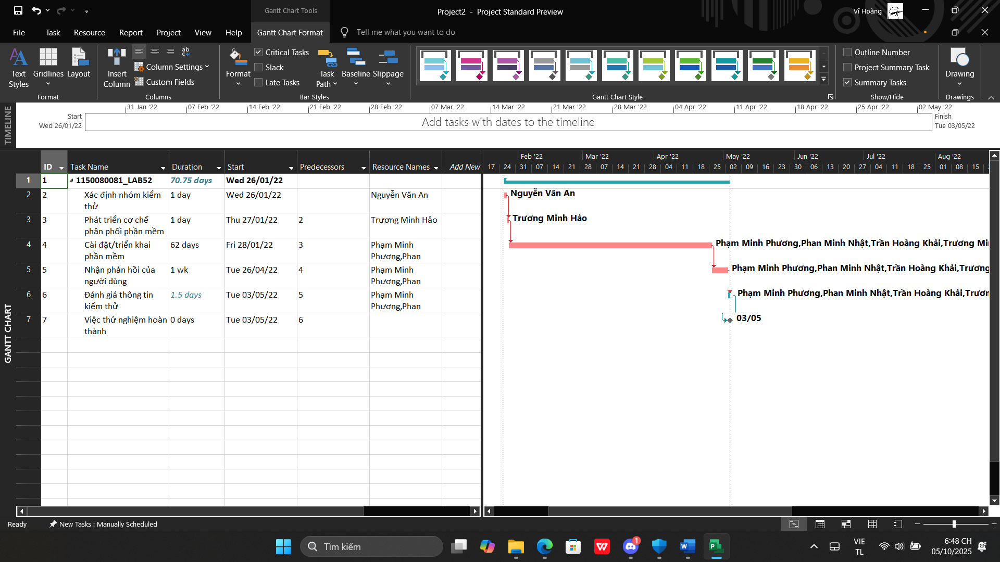 Gantt Chart Tools
Project2 - Project Standard Preview
Vĩ Hoàng
File
Task
Resource
Report
Project
View
Help
Gantt Chart Format
Tell me what you want to do
Text Styles
Gridlines
Layout
Format
Insert Column
ab
c
Column Settings
Custom Fields
Columns
Format
Critical Tasks
Slack
Late Tasks
Task Path
Baseline
Slippage
Bar Styles
Gantt Chart Style
Outline Number
Project Summary Task
Summary Tasks
Show/Hide
Drawing
Drawings
TIMELINE
31 Jan '22
07 Feb '22
14 Feb '22
21 Feb '22
28 Feb '22
07 Mar '22
14 Mar '22
21 Mar '22
28 Mar '22
04 Apr '22
11 Apr '22
18 Apr '22
25 Apr '22
02 May '22
Start
Wed 26/01/22
Add tasks with dates to the timeline
Finish
Tue 03/05/22
GANTT CHART
ID Task Name Duration Start Predecessors Resource Names Add New
1 1 1150080081_LAB52 70.75 days Wed 26/01/22
2 2 Xác định nhóm kiểm 1 day Wed 26/01/22 Nguyễn Văn An
thử
3 3 Phát triển cơ chế 1 day Thu 27/01/22 2 Trương Minh Hảo
phân phối phần mềm
4 4 Cài đặt/triển khai 62 days Fri 28/01/22 3 Phạm Minh
phần mềm Phương,Phan
5 5 Nhận phản hồi của 1 wk Tue 26/04/22 4 Phạm Minh
người dùng Phương,Phan
6 6 Đánh giá thông tin 1.5 days Tue 03/05/22 5 Phạm Minh
kiểm thử Phương,Phan
7 7 Việc thử nghiệm hoàn 0 days Tue 03/05/22 6
thành
Feb '22 Mar '22 Apr '22 May '22 Jun '22 Jul '22 Aug '22
17 24 31 07 14 21 28 07 14 21 28 04 11 18 25 02 09 16 23 30 06 13 20 27 04 11 18 25 01 08 15
Nguyễn Văn An
Trương Minh Hảo
Phạm Minh Phương,Phan Minh Nhật,Trần Hoàng Khải,Trương Mi
Phạm Minh Phương,Phan Minh Nhật,Trần Hoàng Khải,Trương
Phạm Minh Phương,Phan Minh Nhật,Trần Hoàng Khải,Trươn
03/05
Ready
New Tasks : Manually Scheduled
Tìm kiếm
1
VIE
TL
6:48 CH
05/10/2025